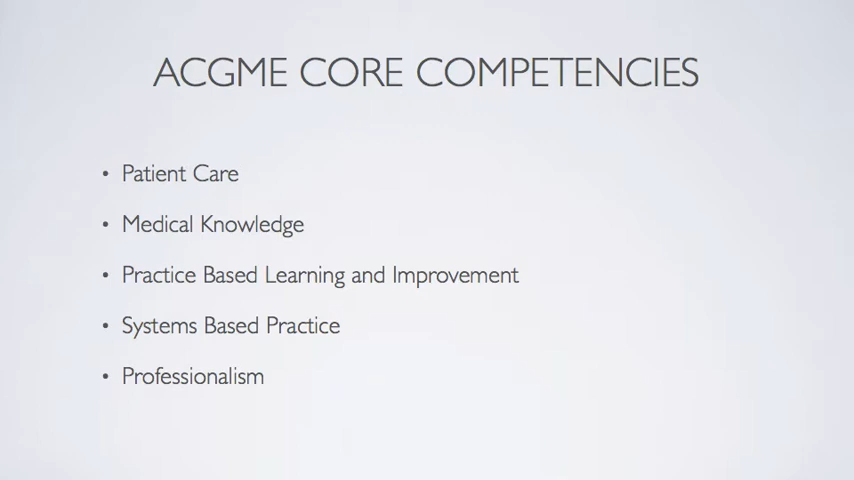 ACGME CORE COMPETENCIES
• Patient Care
• Medical Knowledge
• Practice Based Learning and Improvement
• Systems Based Practice
• Professionalism